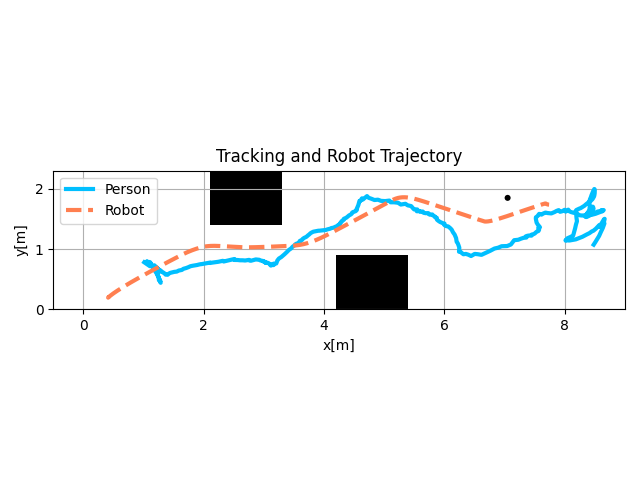 Tracking and Robot Trajectory
Person
Robot
2
1
0
y[m]
0 2 4 6 8
x[m]